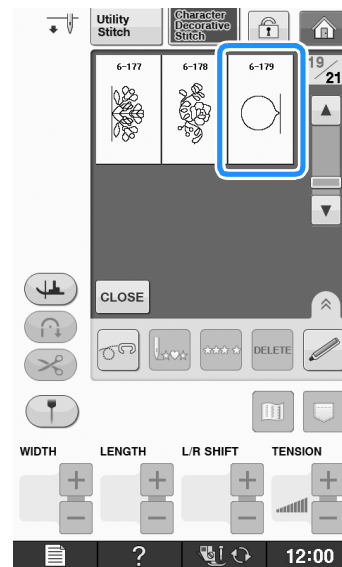 Utility
Stitch
Character
Decorative
Stitch
6-177
6-178
6-179
19
21
CLOSE
DELETE
WIDTH
LENGTH
L/R SHIFT
TENSION
?
12:00